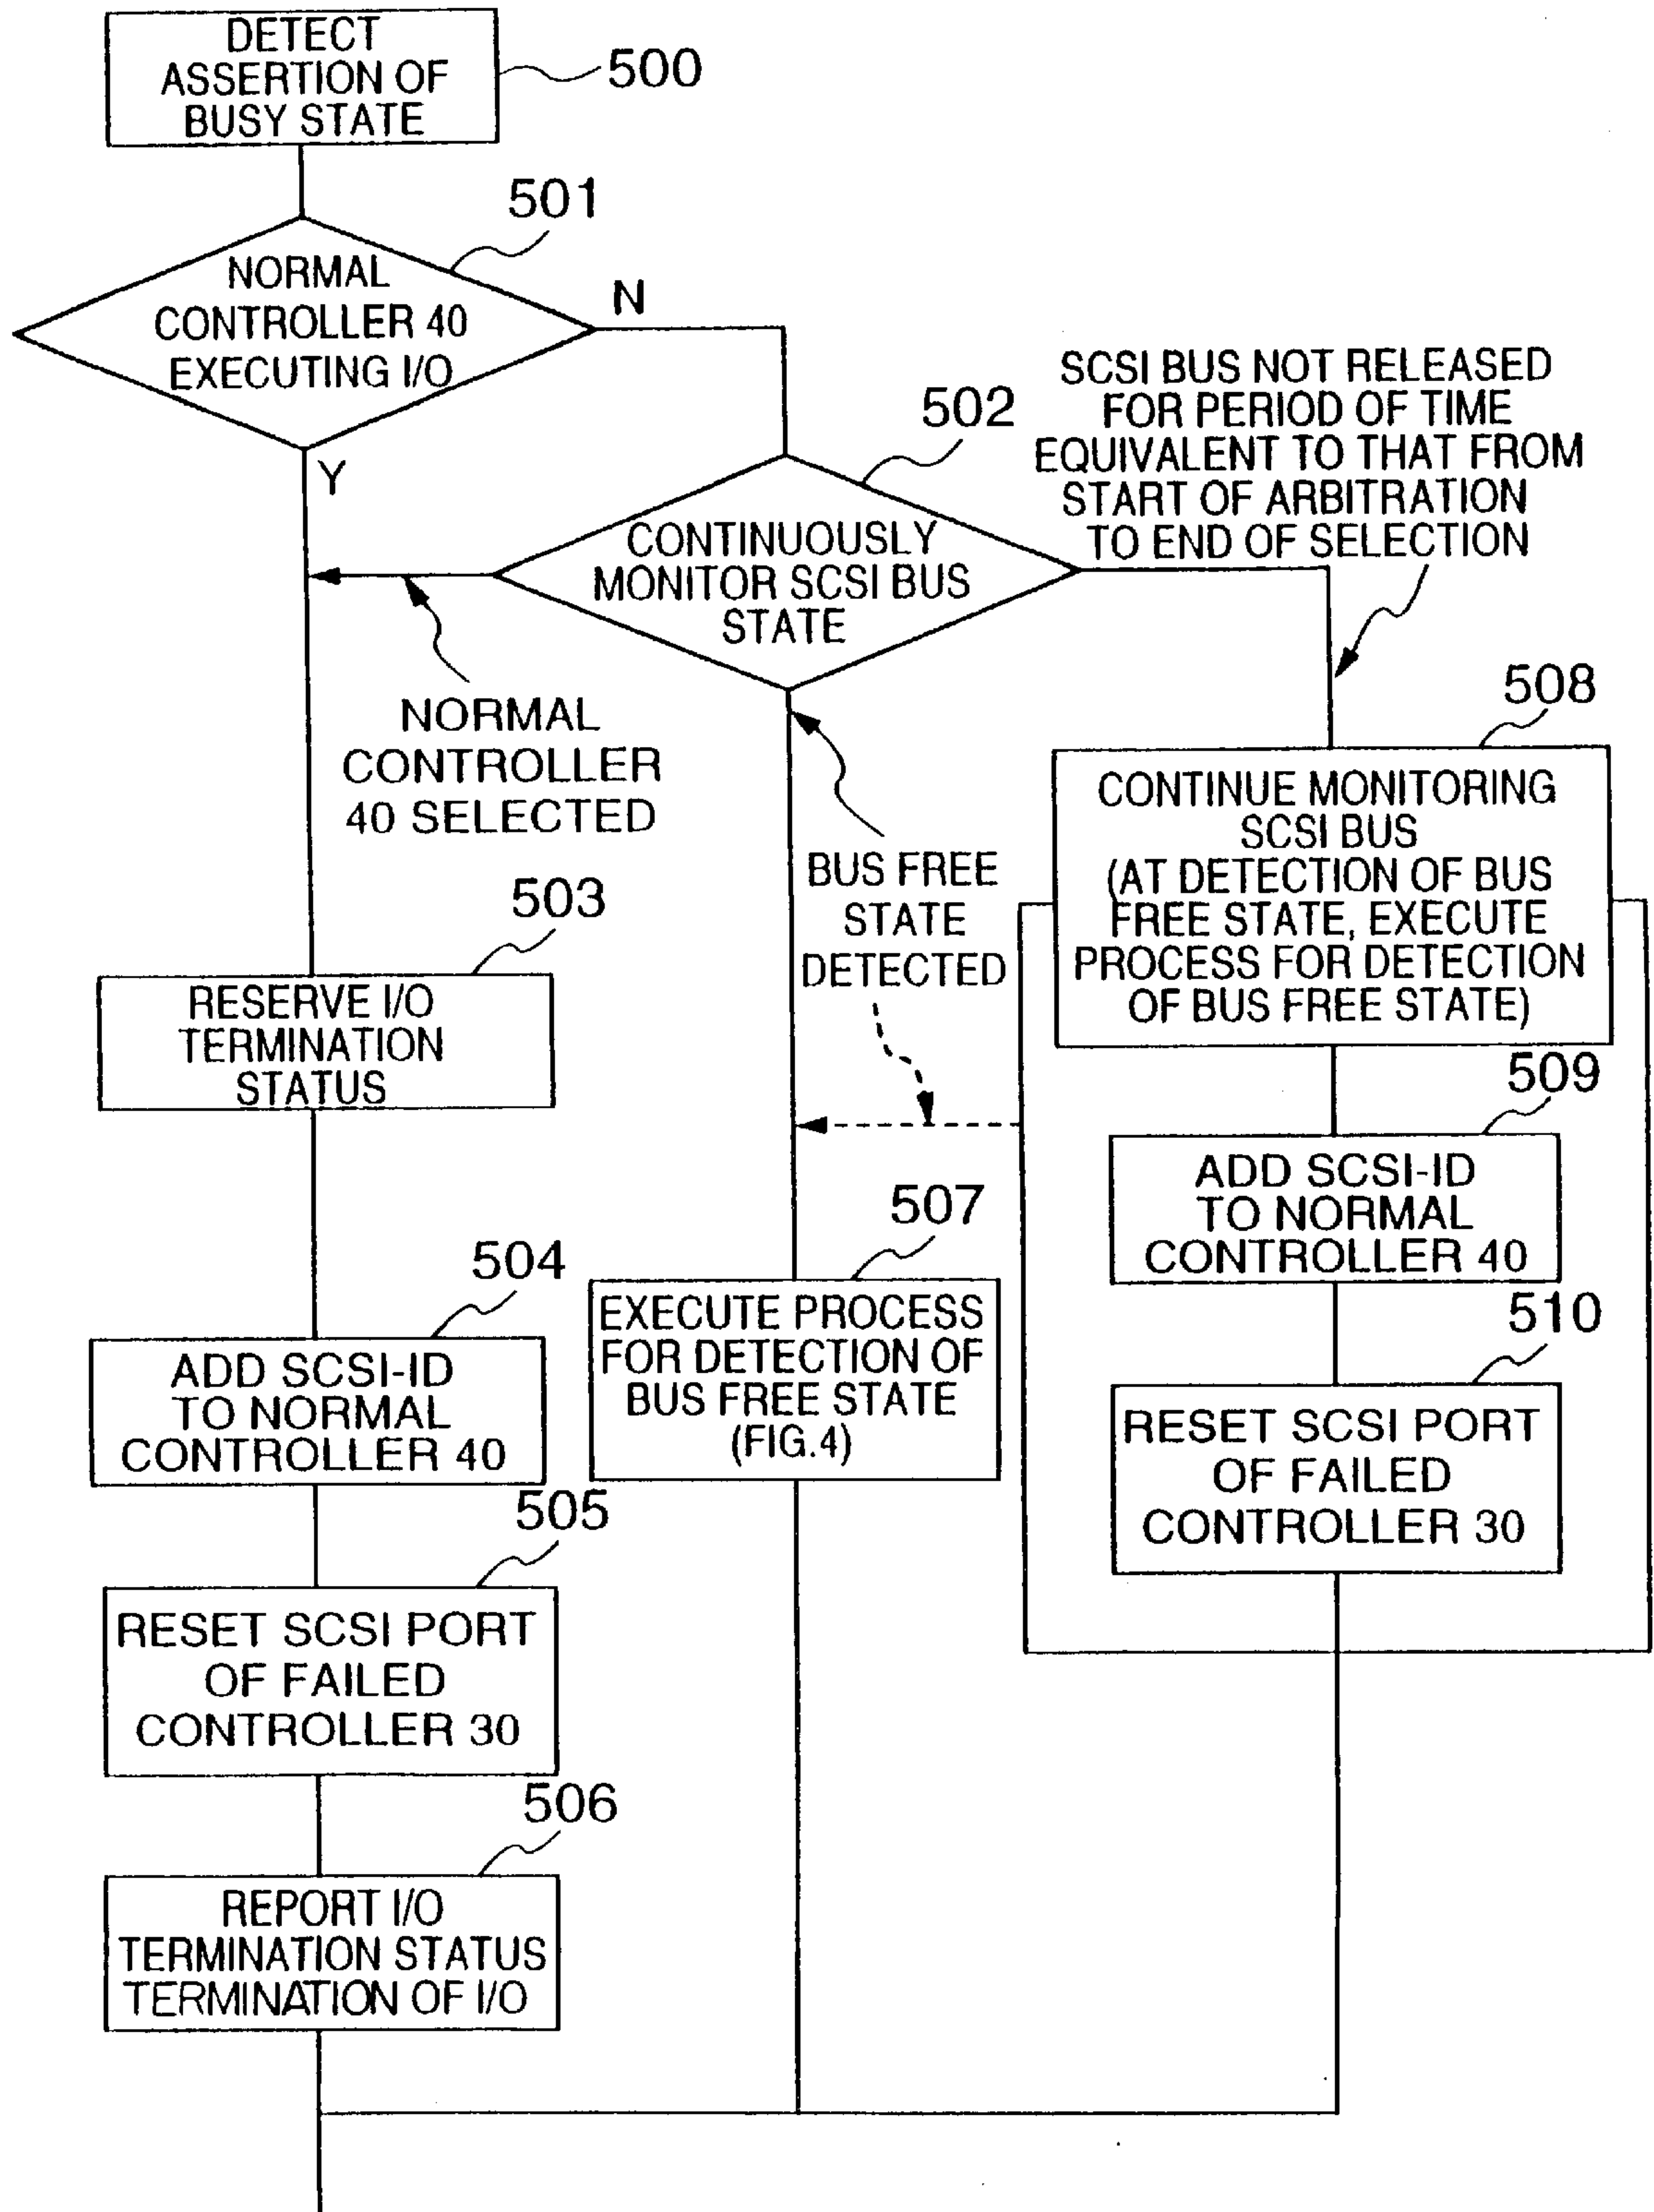 DETECT
ASSERTION OF
BUSY STATE
500
501
NORMAL
CONTROLLER 40
EXECUTING I/O
N
Y
502
CONTINUOUSLY
MONITOR SCSI BUS
STATE
SCSI BUS NOT RELEASED
FOR PERIOD OF TIME
EQUIVALENT TO THAT FROM
START OF ARBITRATION
TO END OF SELECTION
NORMAL
CONTROLLER
40 SELECTED
BUS FREE
STATE
DETECTED
503
RESERVE I/O
TERMINATION
STATUS
504
ADD SCSI-ID
TO NORMAL
CONTROLLER 40
505
RESET SCSI PORT
OF FAILED
CONTROLLER 30
506
REPORT I/O
TERMINATION STATUS
TERMINATION OF I/O
507
EXECUTE PROCESS
FOR DETECTION OF
BUS FREE STATE
(FIG.4)
508
CONTINUE MONITORING
SCSI BUS
(AT DETECTION OF BUS
FREE STATE, EXECUTE
PROCESS FOR DETECTION
OF BUS FREE STATE)
509
ADD SCSI-ID
TO NORMAL
CONTROLLER 40
510
RESET SCSI PORT
OF FAILED
CONTROLLER 30